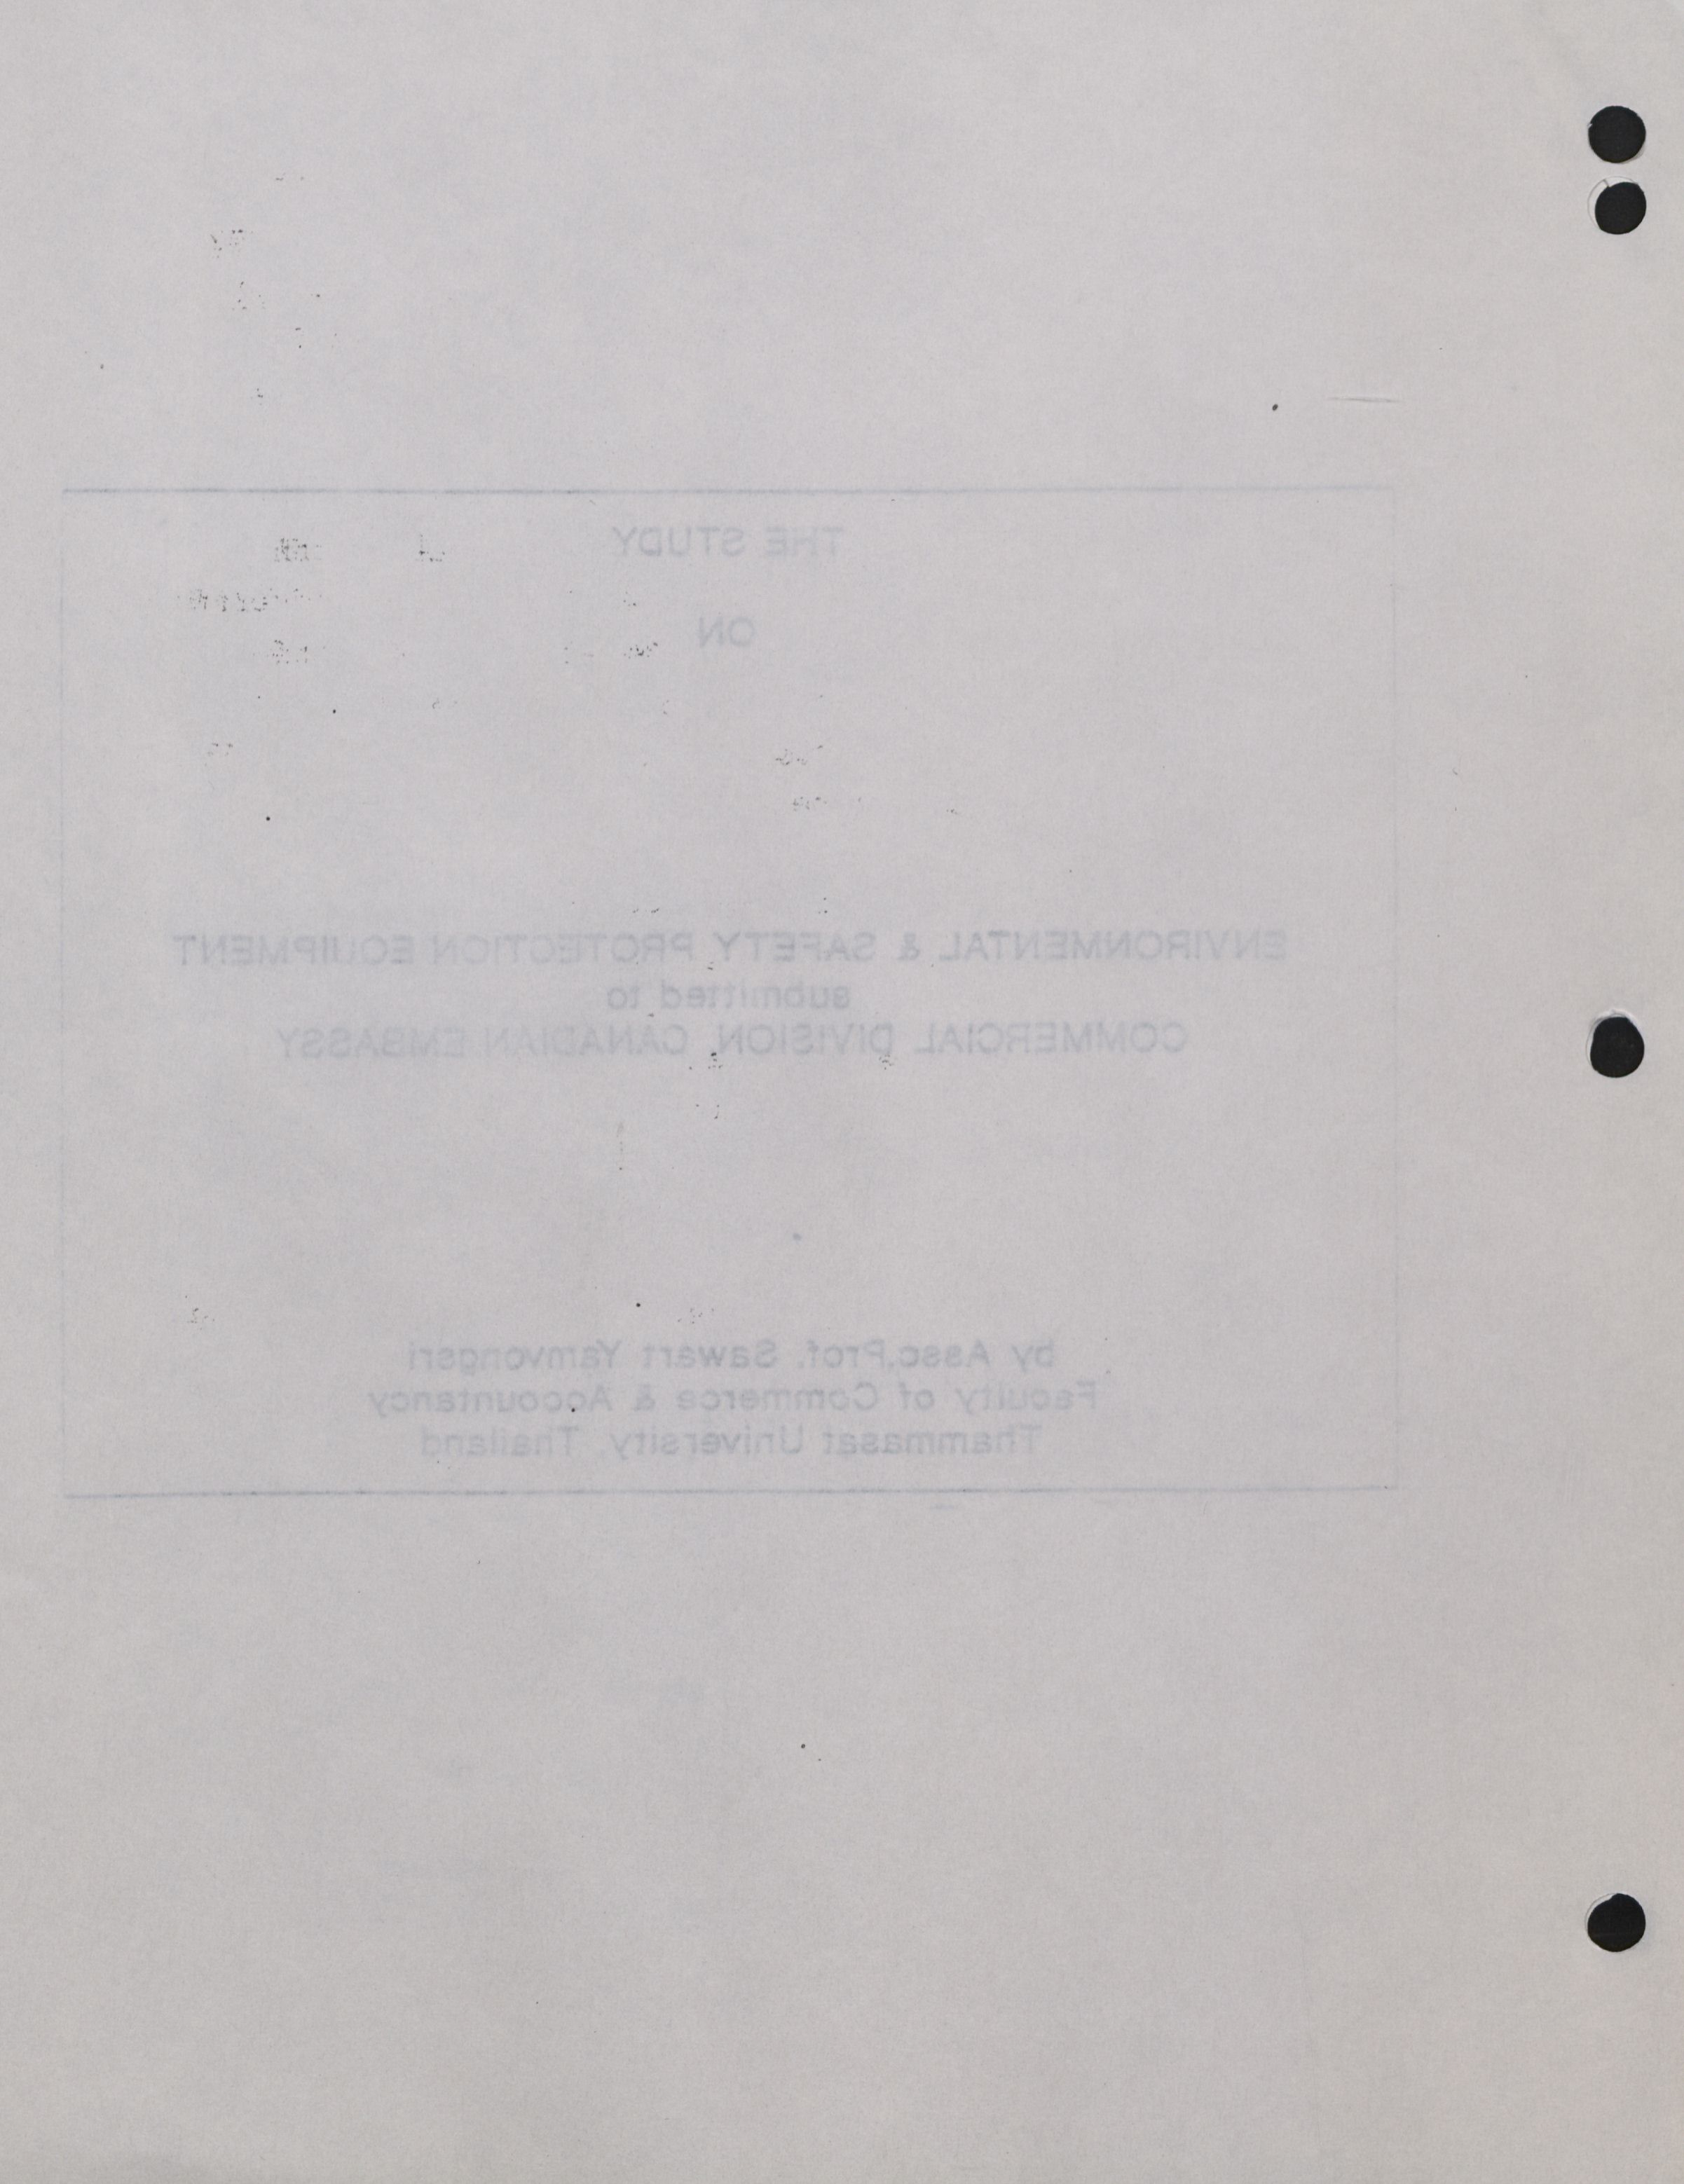 THE STUDY
ON
ENVIRONMENTAL & SAFETY PROTECTION EQUIPMENT
submitted to
COMMERCIAL DIVISION, CANADIAN EMBASSY
by Assc.Prof. Sawart Yamvongsri
Faculty of Commerce & Accountancy
Thammasat University, Thailand